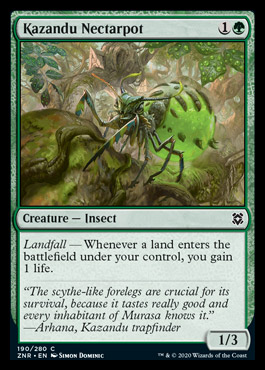 Kazandu Nectarpot 1
Creature — Insect
Landfall — Whenever a land enters the
battlefield under your control, you gain
1 life.
“The scythe-like forelegs are crucial for its
survival, because it tastes really good and
every inhabitant of Murasa knows it.”
—Arhana, Kazandu trapfinder
1/3
190/280 C
ZNR • EN SIMON DOMINIC
™ & © 2020 Wizards of the Coast